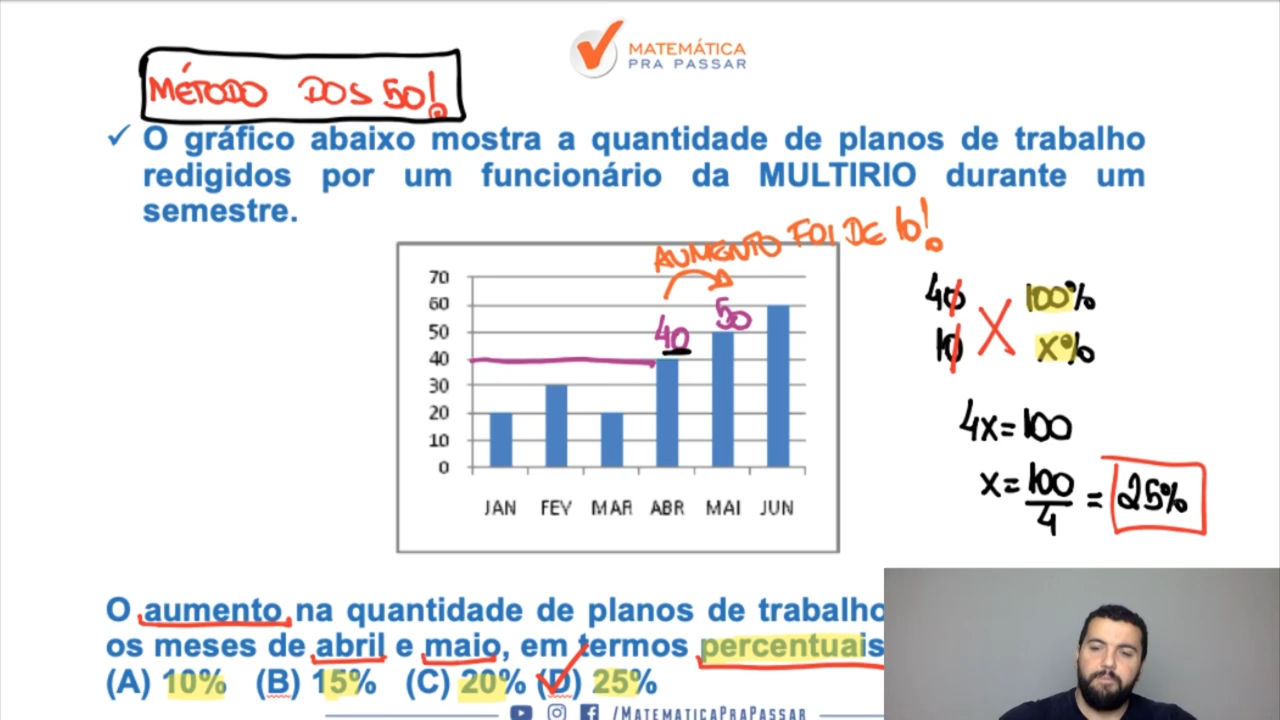 MATEMÁTICA
PRA PASSAR
MÉTODO DOS 50!
✓ O gráfico abaixo mostra a quantidade de planos de trabalho
redigidos por um funcionário da MULTIRIO durante um
semestre.
AUMENTO FOI DE 10!
70
60
50
40
30
20
10
0
40
50
JAN FEV MAR ABR MAI JUN
40 100%
10 x%
4x=100
x=100/4=25%
O aumento na quantidade de planos de trabalho
os meses de abril e maio, em termos percentuais
(A) 10% (B) 15% (C) 20% (D) 25%
/MATEMATICAPRAPASSAR